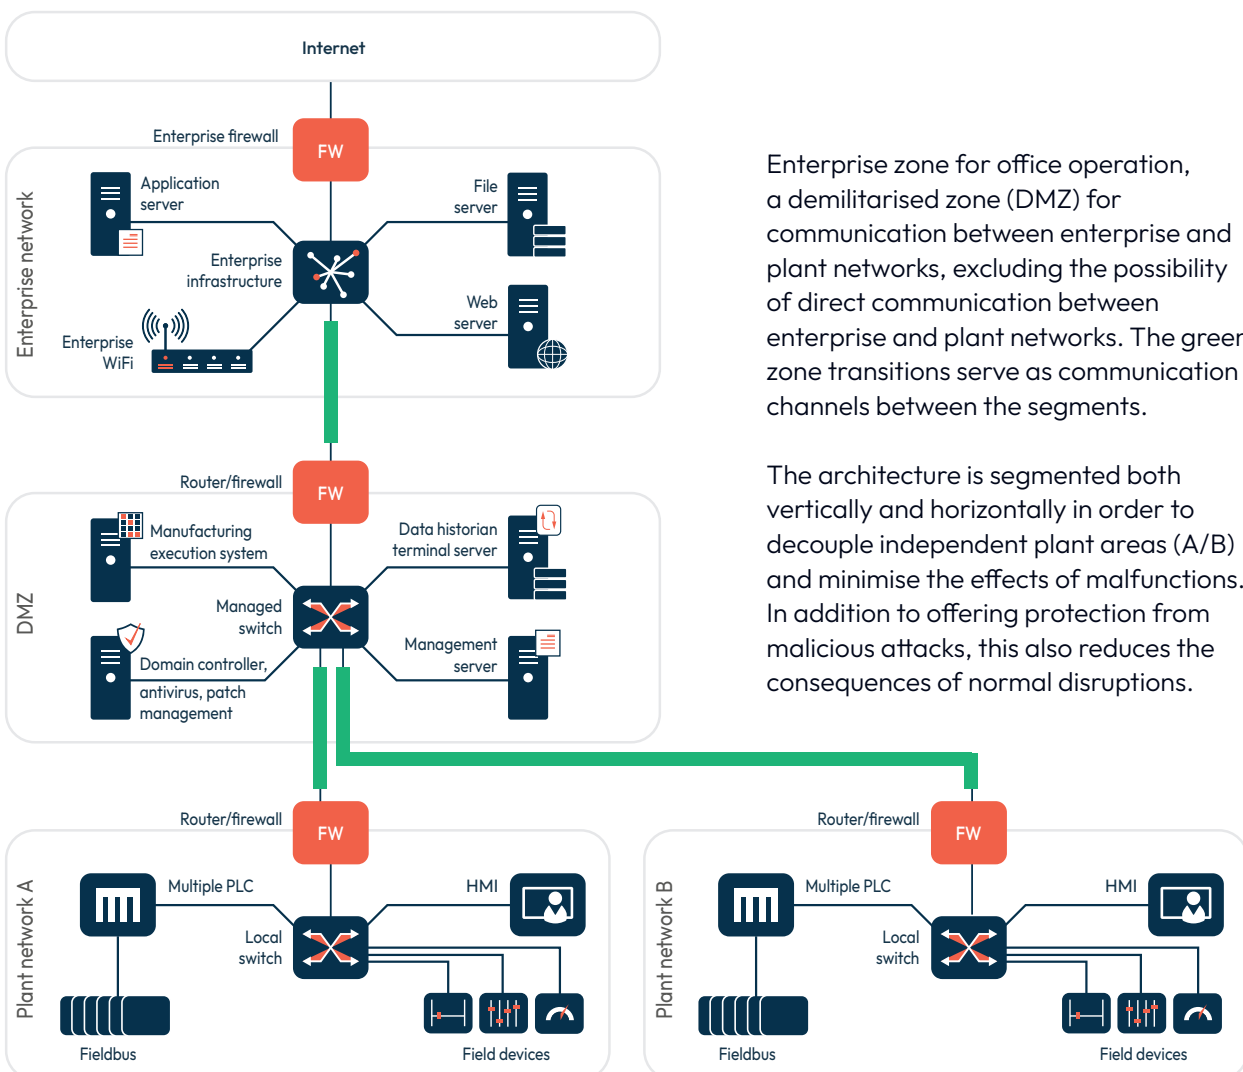 Internet
Enterprise firewall
FW
Enterprise network
Application
server
File
server
Enterprise
infrastructure
Web
server
Enterprise
WiFi
Router/firewall
FW
DMZ
Manufacturing
execution system
Data historian
terminal server
Managed
switch
Management
server
Domain controller,
antivirus, patch
management
Router/firewall
FW
Plant network A
Multiple PLC
HMI
Local
switch
Fieldbus
Field devices
Router/firewall
FW
Plant network B
Multiple PLC
HMI
Local
switch
Fieldbus
Field devices
Enterprise zone for office operation,
a demilitarised zone (DMZ) for
communication between enterprise and
plant networks, excluding the possibility
of direct communication between
enterprise and plant networks. The green
zone transitions serve as communication
channels between the segments.
The architecture is segmented both
vertically and horizontally in order to
decouple independent plant areas (A/B)
and minimise the effects of malfunctions.
In addition to offering protection from
malicious attacks, this also reduces the
consequences of normal disruptions.